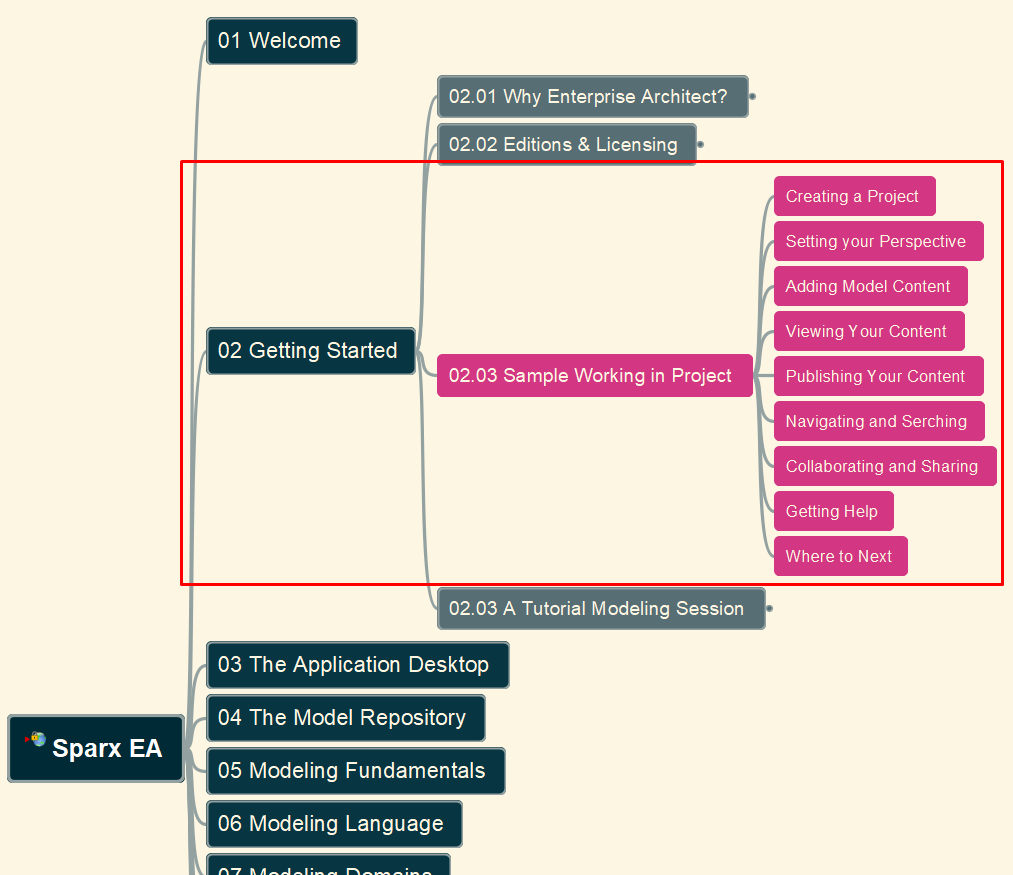 01 Welcome
02.01 Why Enterprise Architect?
02.02 Editions & Licensing
Creating a Project
Setting your Perspective
Adding Model Content
Viewing Your Content
02 Getting Started
02.03 Sample Working in Project
Publishing Your Content
Navigating and Serching
Collaborating and Sharing
Getting Help
Where to Next
02.03 A Tutorial Modeling Session
03 The Application Desktop
04 The Model Repository
Sparx EA
05 Modeling Fundamentals
06 Modeling Language
07 Modeling Domains